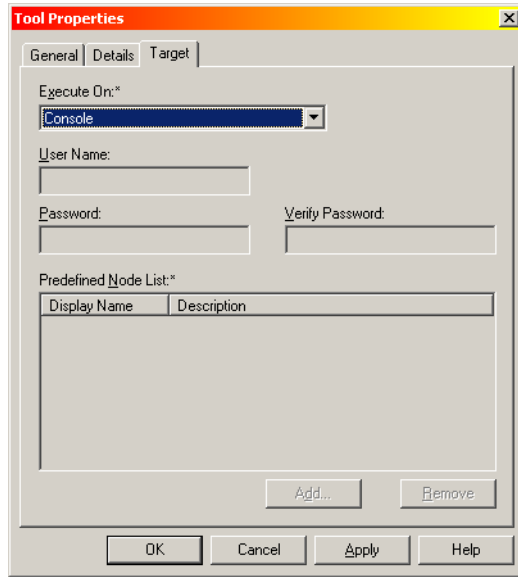 Tool Properties
General Details Target
Execute On:*
Console
User Name:
Password: Verify Password:
Predefined Node List:*
Display Name Description
Add... Remove
OK Cancel Apply Help